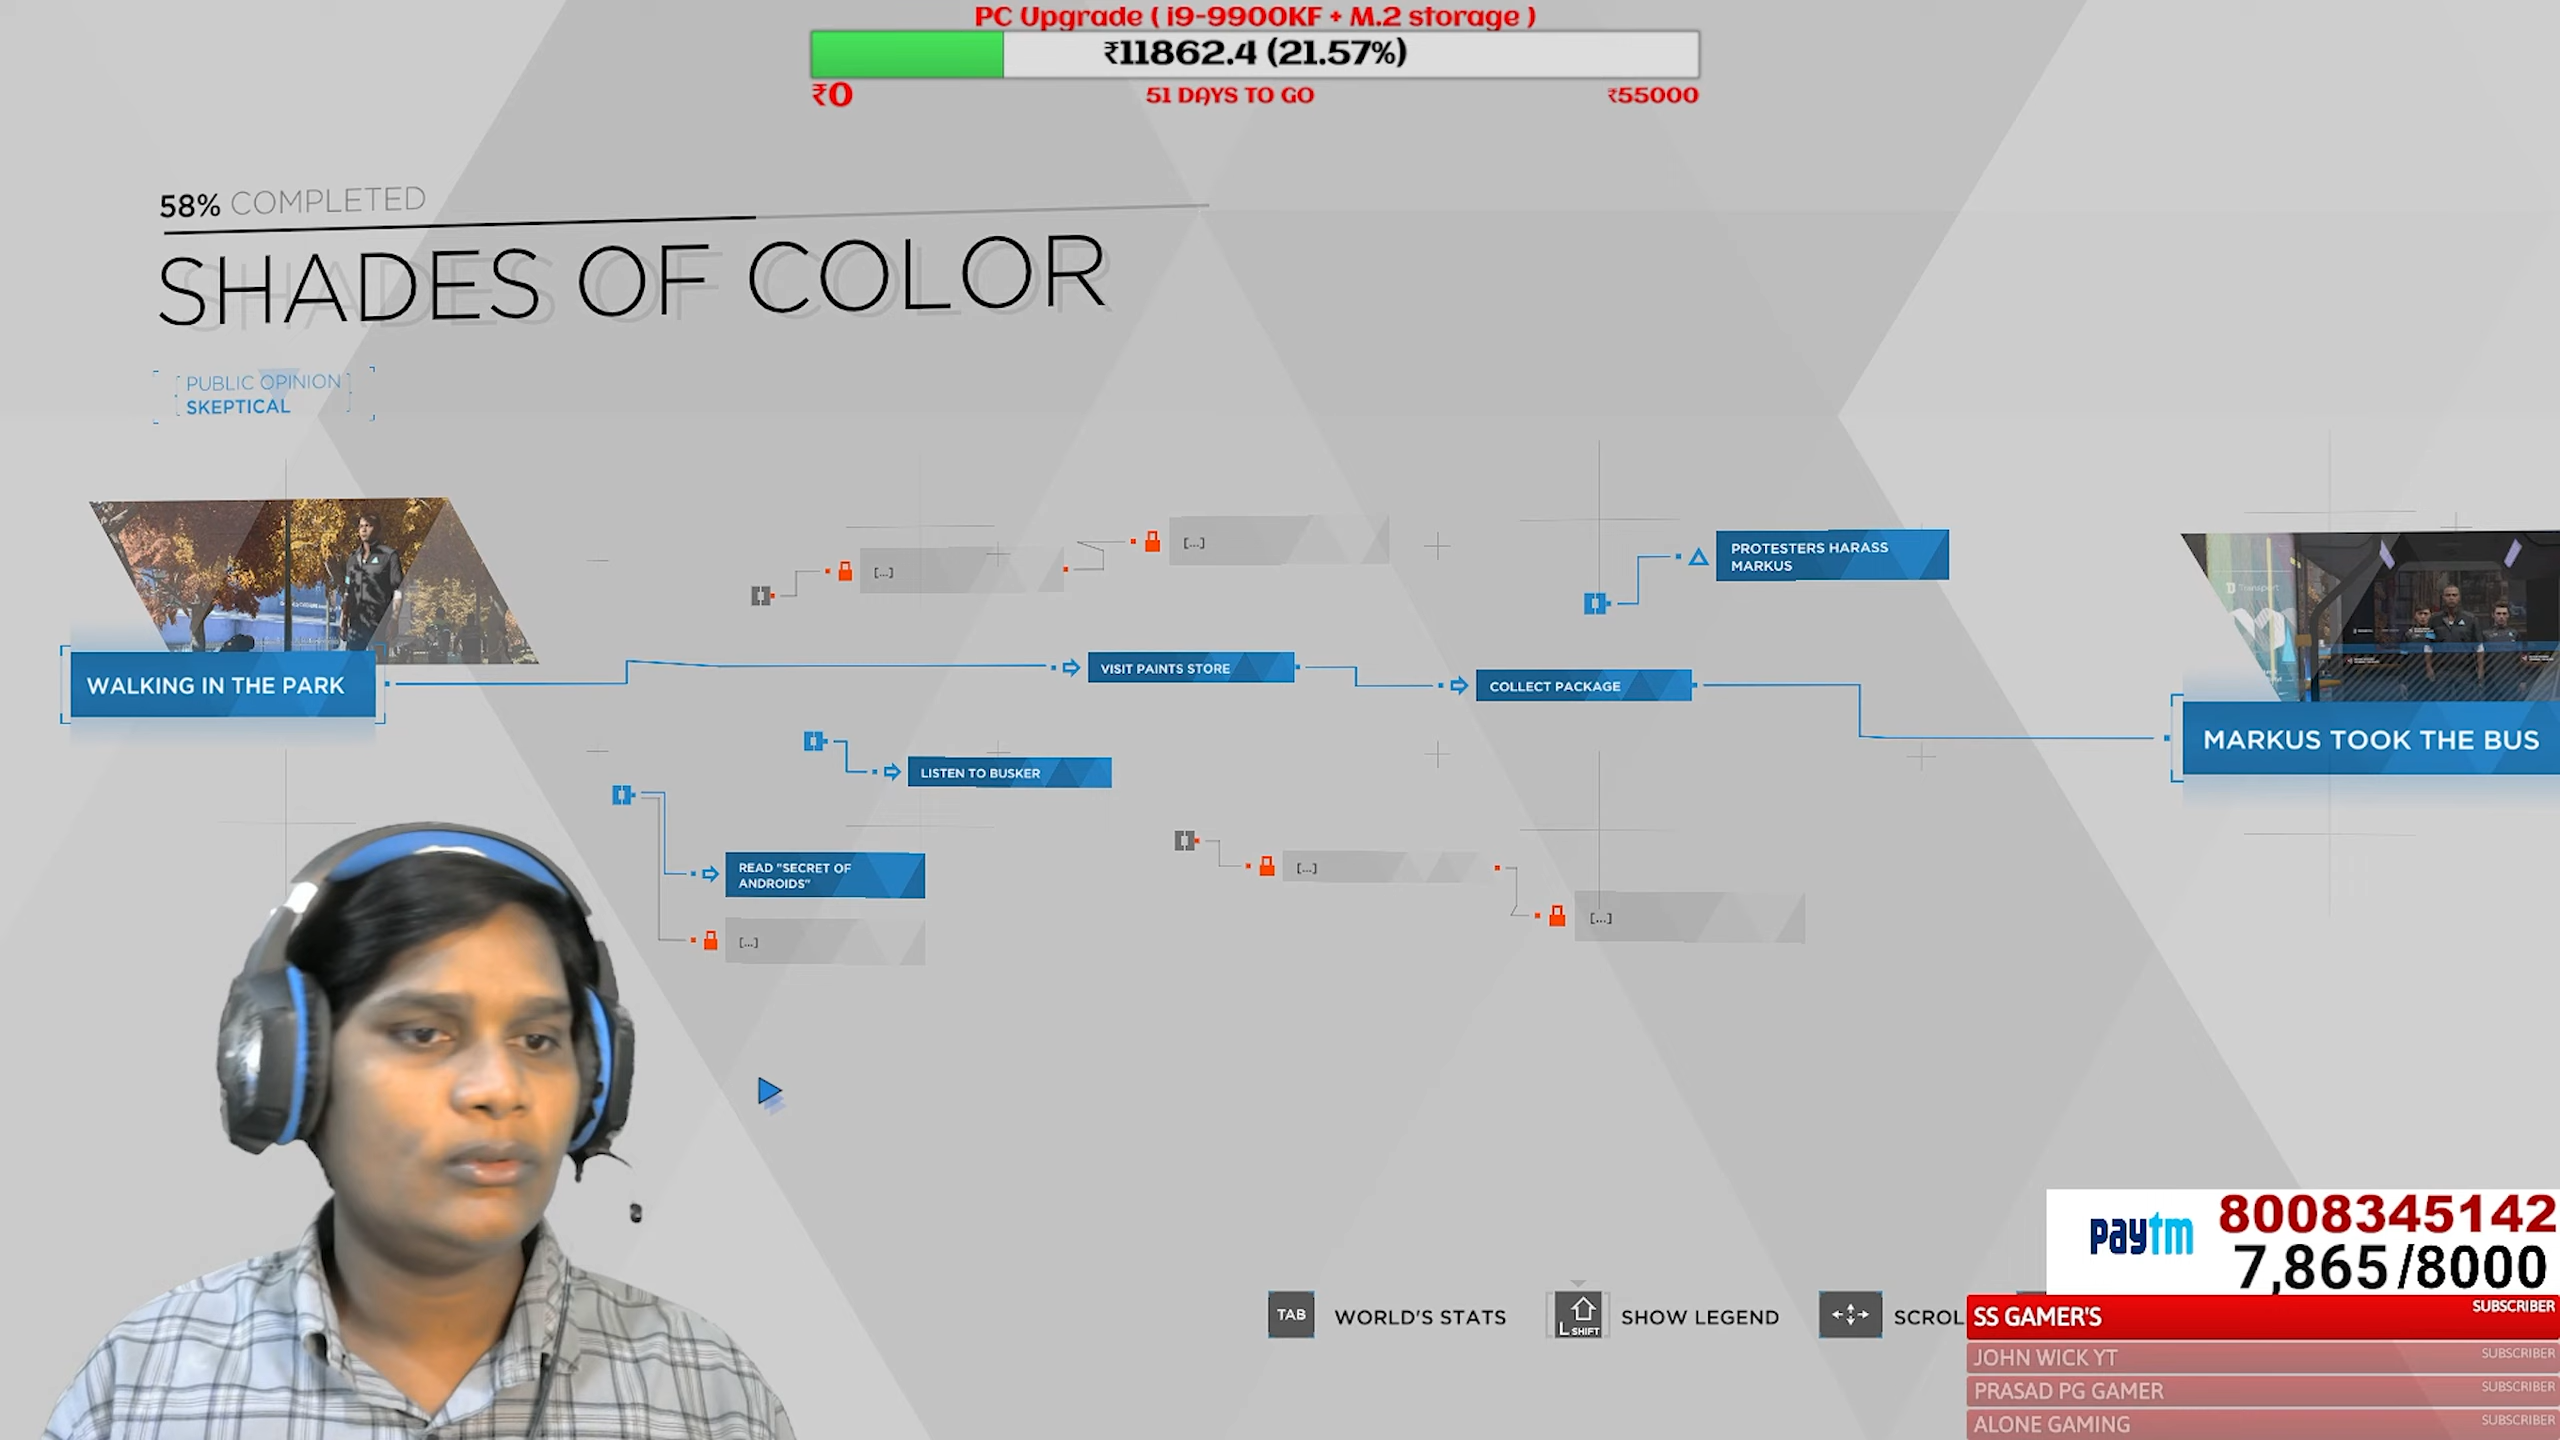 PC Upgrade ( i9-9900KF + M.2 storage )
₹11862.4 (21.57%)
₹0
51 DAYS TO GO
₹55000
58% COMPLETED
SHADES OF COLOR
PUBLIC OPINION
SKEPTICAL
[...]
[...]
PROTESTERS HARASS
MARKUS
WALKING IN THE PARK
VISIT PAINTS STORE
COLLECT PACKAGE
MARKUS TOOK THE BUS
LISTEN TO BUSKER
READ "SECRET OF
ANDROIDS"
[...]
[...]
[...]
TAB
WORLD'S STATS
L SHIFT
SHOW LEGEND
SCROL
paytm
8008345142
7,865/8000
SS GAMER'S
SUBSCRIBER
JOHN WICK YT
SUBSCRIBER
PRASAD PG GAMER
SUBSCRIBER
ALONE GAMING
SUBSCRIBER